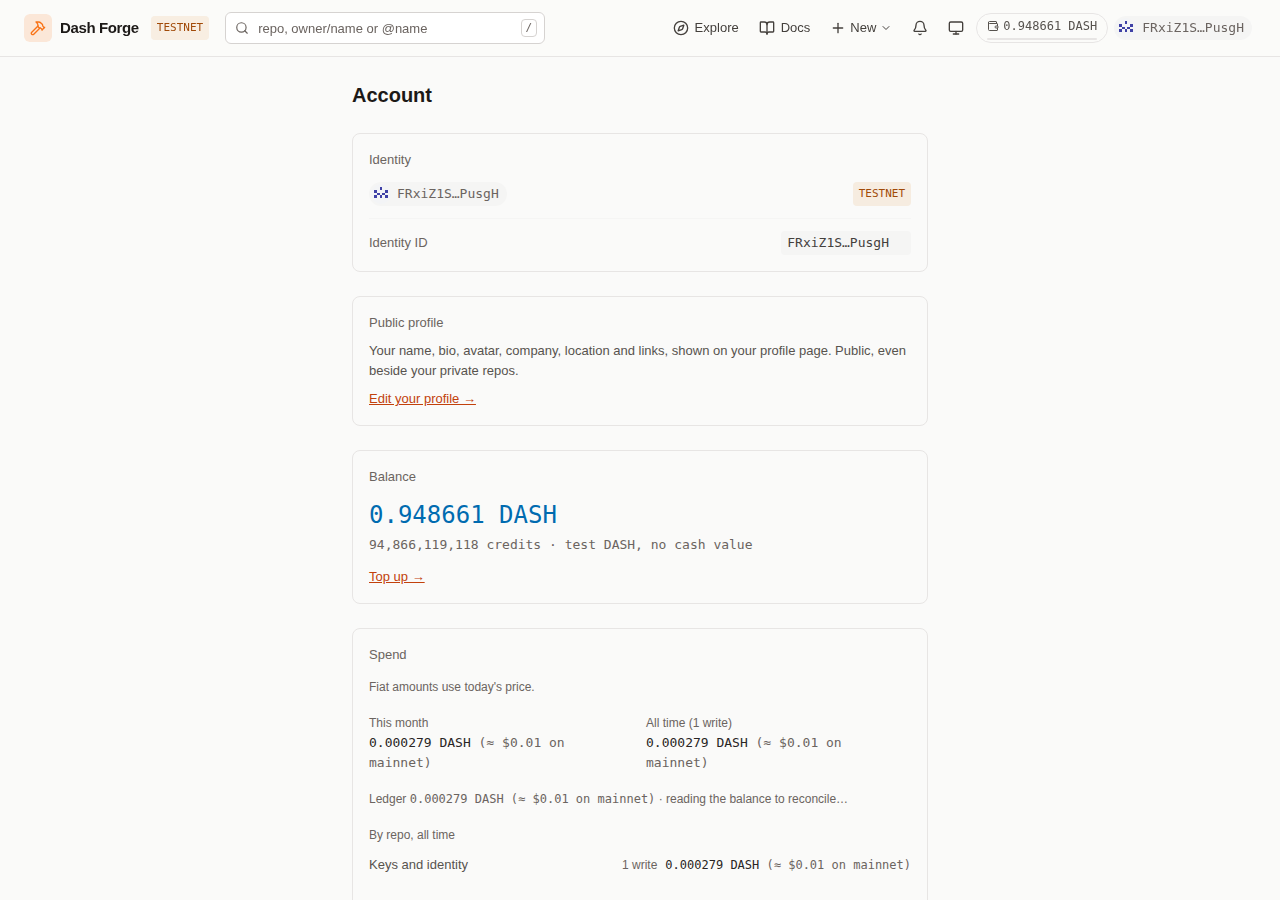 Dash Forge TESTNET repo, owner/name or @name / Explore Docs New 0.948661 DASH FRxiZ1S…PusgH
Account
Identity
FRxiZ1S…PusgH TESTNET
Identity ID FRxiZ1S…PusgH
Public profile
Your name, bio, avatar, company, location and links, shown on your profile page. Public, even
beside your private repos.
Edit your profile →
Balance
0.948661 DASH
94,866,119,118 credits · test DASH, no cash value
Top up →
Spend
Fiat amounts use today's price.
This month All time (1 write)
0.000279 DASH (≈ $0.01 on 0.000279 DASH (≈ $0.01 on
mainnet) mainnet)
Ledger 0.000279 DASH (≈ $0.01 on mainnet) · reading the balance to reconcile…
By repo, all time
Keys and identity 1 write 0.000279 DASH (≈ $0.01 on mainnet)